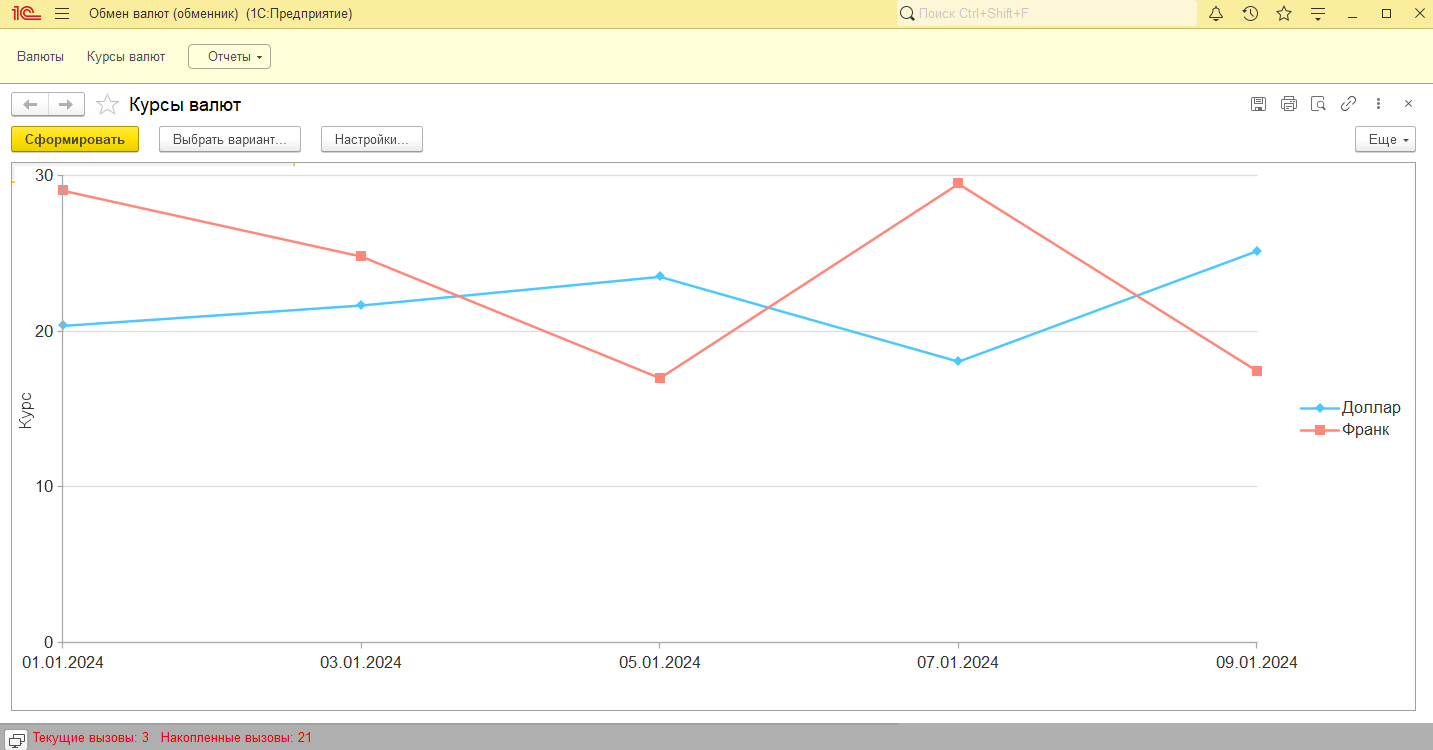 1С Обмен валют (обменник) (1С:Предприятие) Поиск Ctrl+Shift+F
Валюты Курсы валют Отчеты
Курсы валют
Сформировать Выбрать вариант... Настройки... Еще
30
20
10
0
Курс
01.01.2024 03.01.2024 05.01.2024 07.01.2024 09.01.2024
Доллар
Франк
Текущие вызовы: 3 Накопленные вызовы: 21